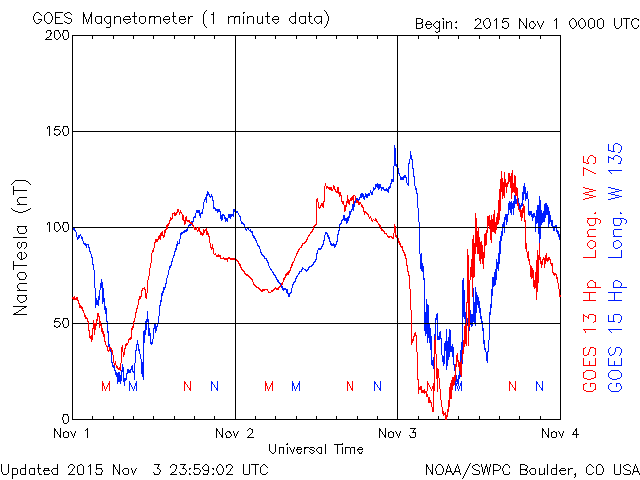 GOES Magnetometer (1 minute data)
Begin: 2015 Nov 1 0000 UTC
200
150
100
50
0
NanoTesla (nT)
M M N N M M N N M M N N
Nov 1 Nov 2 Nov 3 Nov 4
Universal Time
GOES 13 Hp Long. W 75
GOES 15 Hp Long. W 135
Updated 2015 Nov 3 23:59:02 UTC
NOAA/SWPC Boulder, CO USA